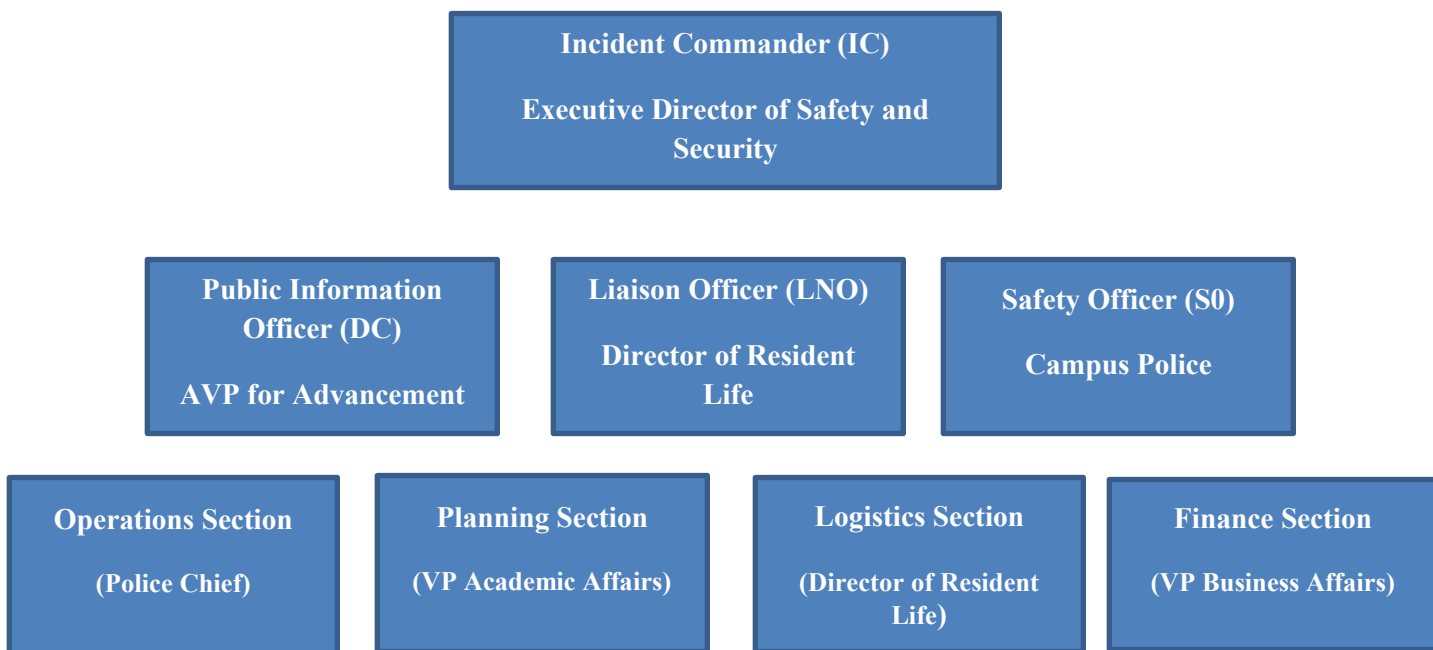 Incident Commander (IC)
Executive Director of Safety and
Security
Public Information
Officer (DC)
AVP for Advancement
Liaison Officer (LNO)
Director of Resident
Life
Safety Officer (S0)
Campus Police
Operations Section
(Police Chief)
Planning Section
(VP Academic Affairs)
Logistics Section
(Director of Resident
Life)
Finance Section
(VP Business Affairs)